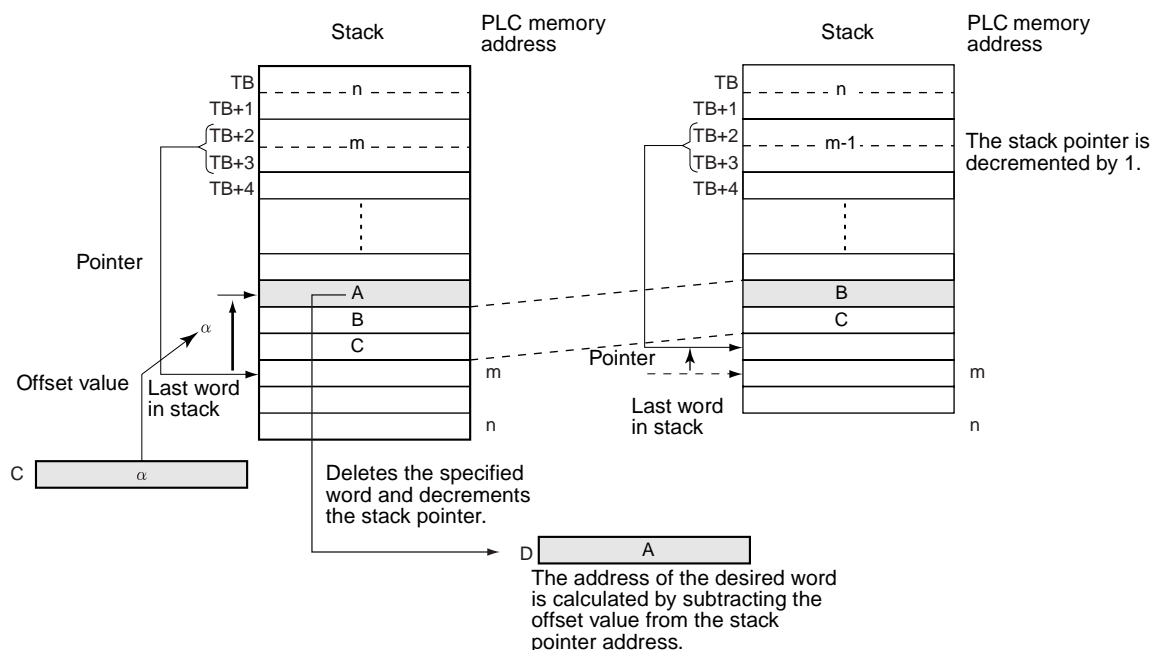 Stack
PLC memory
address
TB
n
TB+1
TB+2
m
TB+3
TB+4
Pointer
A
B
C
α
Offset value
Last word
in stack
m
n
C
α
Deletes the specified
word and decrements
the stack pointer.
D
A
The address of the desired word
is calculated by subtracting the
offset value from the stack
pointer address.
Stack
PLC memory
address
TB
n
TB+1
TB+2
m-1
TB+3
TB+4
The stack pointer is
decremented by 1.
B
C
Pointer
Last word
in stack
m
n